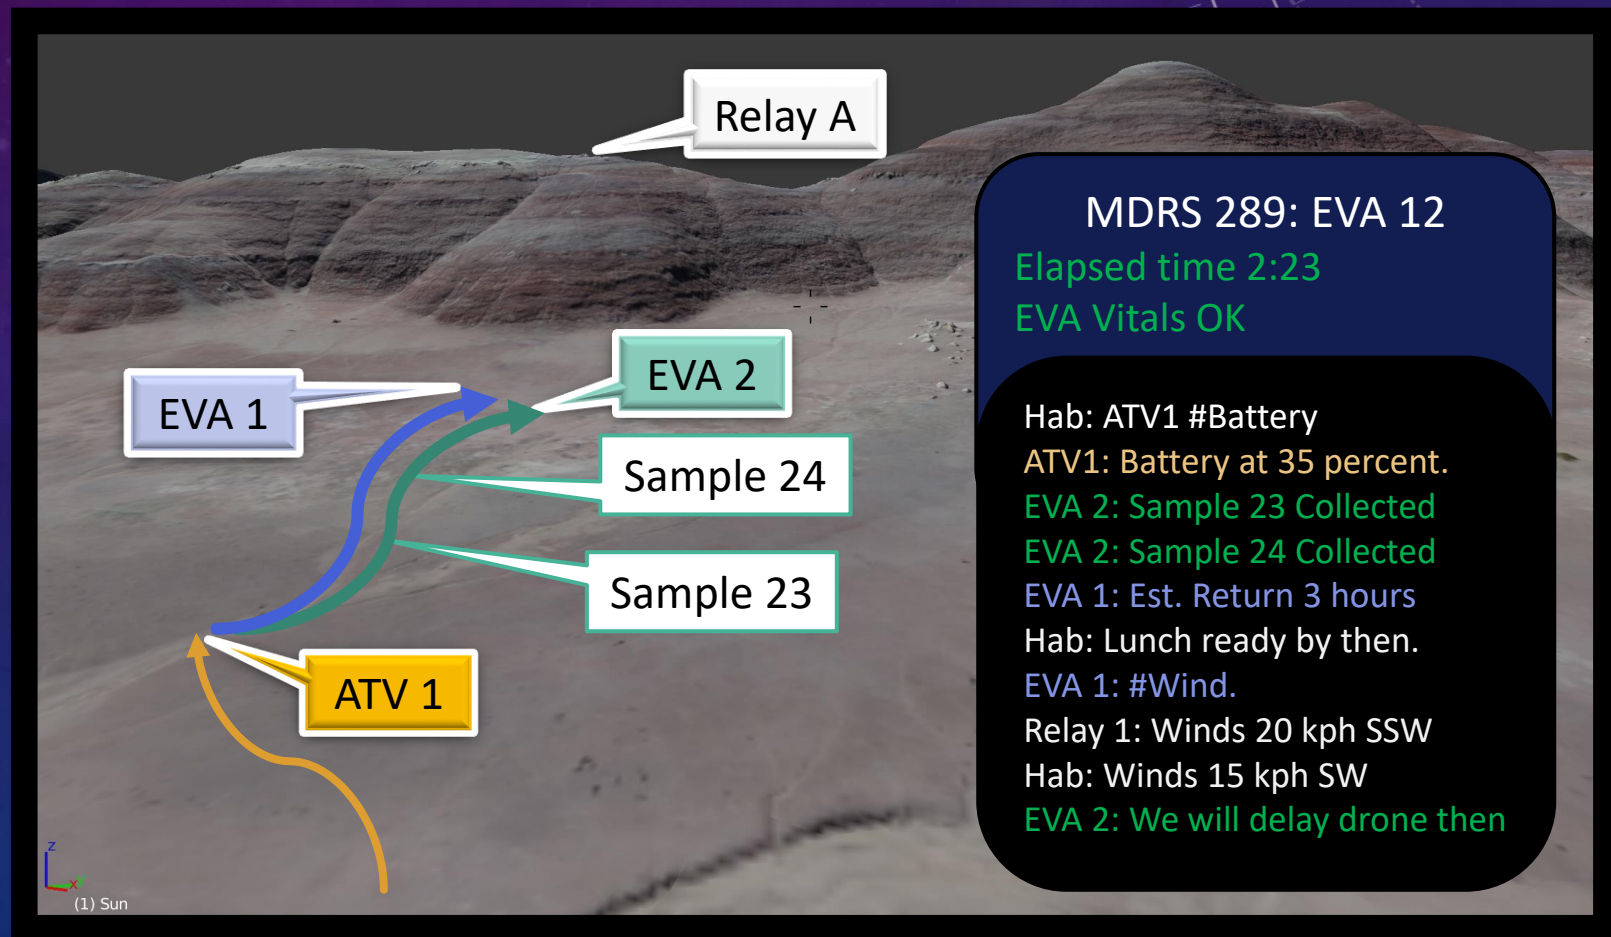 Relay A
MDRS 289: EVA 12
Elapsed time 2:23
EVA Vitals OK
EVA 2
EVA 1
Sample 24
Sample 23
ATV 1
Hab: ATV1 #Battery
ATV1: Battery at 35 percent.
EVA 2: Sample 23 Collected
EVA 2: Sample 24 Collected
EVA 1: Est. Return 3 hours
Hab: Lunch ready by then.
EVA 1: #Wind.
Relay 1: Winds 20 kph SSW
Hab: Winds 15 kph SW
EVA 2: We will delay drone then
z
x
(1) Sun